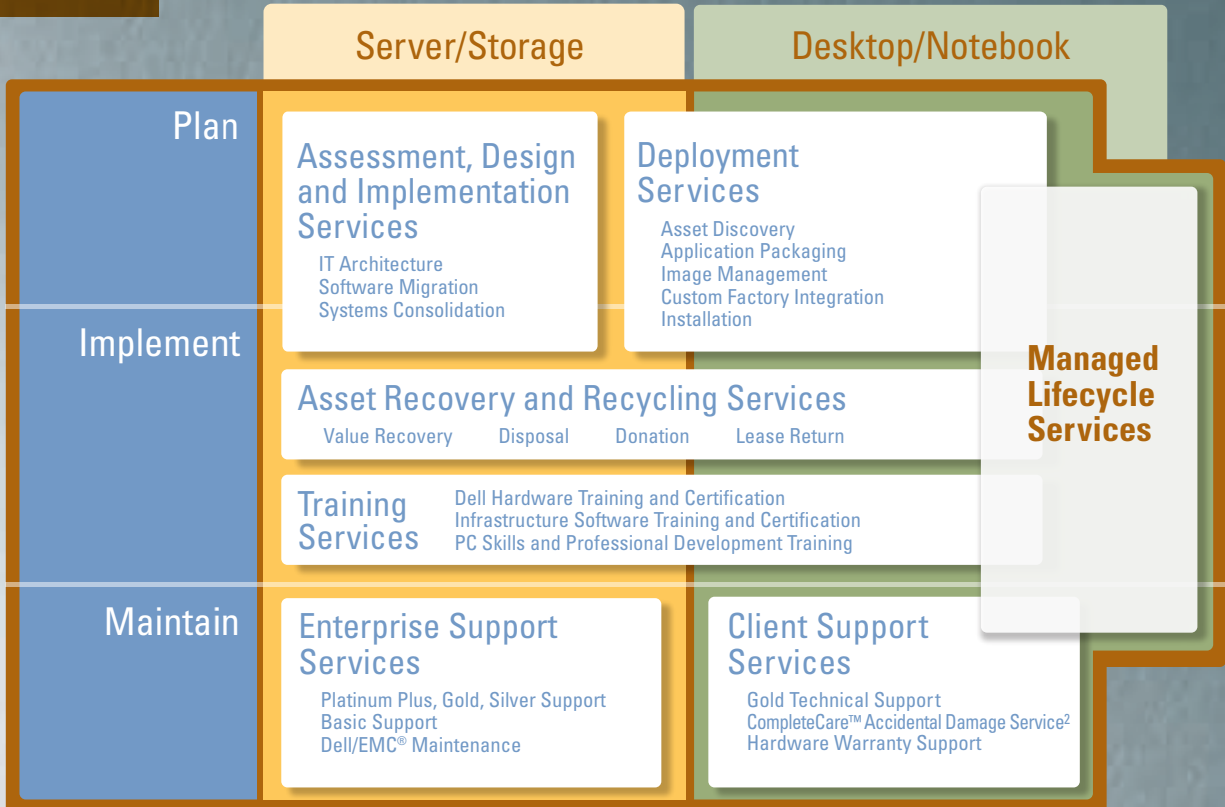 Server/Storage
Desktop/Notebook
Plan
Assessment, Design
and Implementation
Services
IT Architecture
Software Migration
Systems Consolidation
Deployment
Services
Asset Discovery
Application Packaging
Image Management
Custom Factory Integration
Installation
Implement
Managed
Lifecycle
Services
Asset Recovery and Recycling Services
Value Recovery Disposal Donation Lease Return
Training
Services
Dell Hardware Training and Certification
Infrastructure Software Training and Certification
PC Skills and Professional Development Training
Maintain
Enterprise Support
Services
Platinum Plus, Gold, Silver Support
Basic Support
Dell/EMC® Maintenance
Client Support
Services
Gold Technical Support
CompleteCare™ Accidental Damage Service²
Hardware Warranty Support